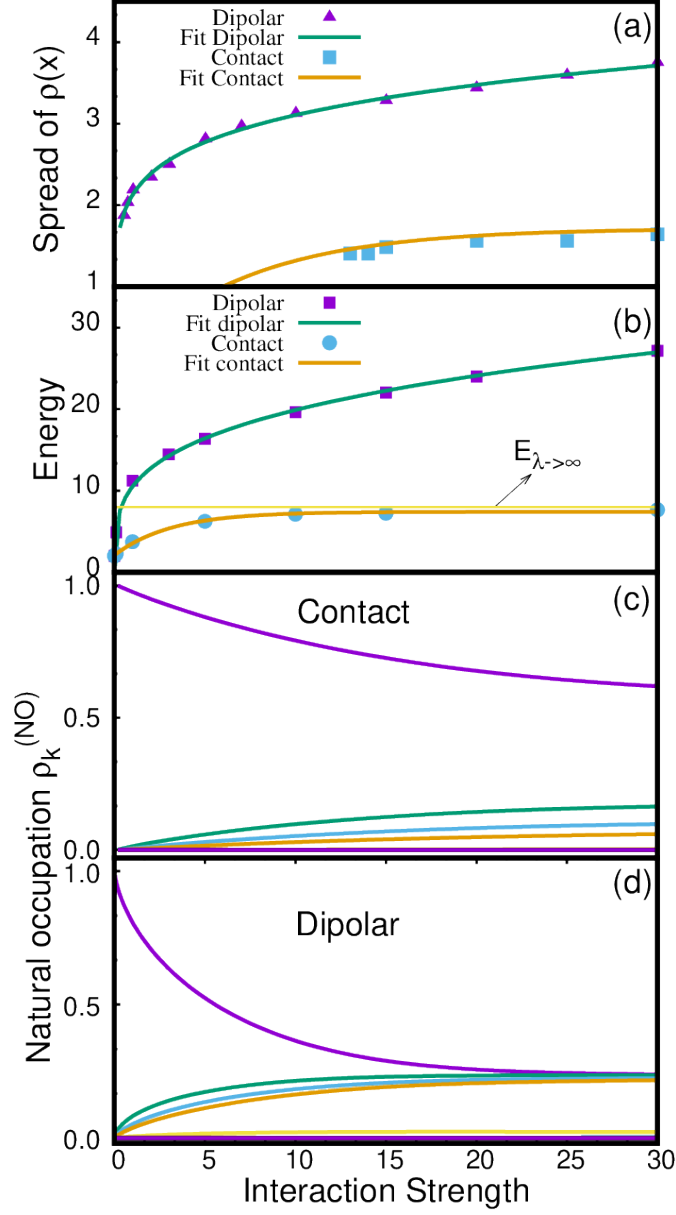 4
3
2
1
Spread of ρ(x)
Dipolar
Fit Dipolar
Contact
Fit Contact
(a)
30
20
10
0
Energy
Dipolar
Fit dipolar
Contact
Fit contact
(b)
E λ->∞
1.0
0.5
0.0
Contact
(c)
Natural occupation ρk(NO)
1.0
0.5
0.0
Dipolar
(d)
0 5 10 15 20 25 30
Interaction Strength